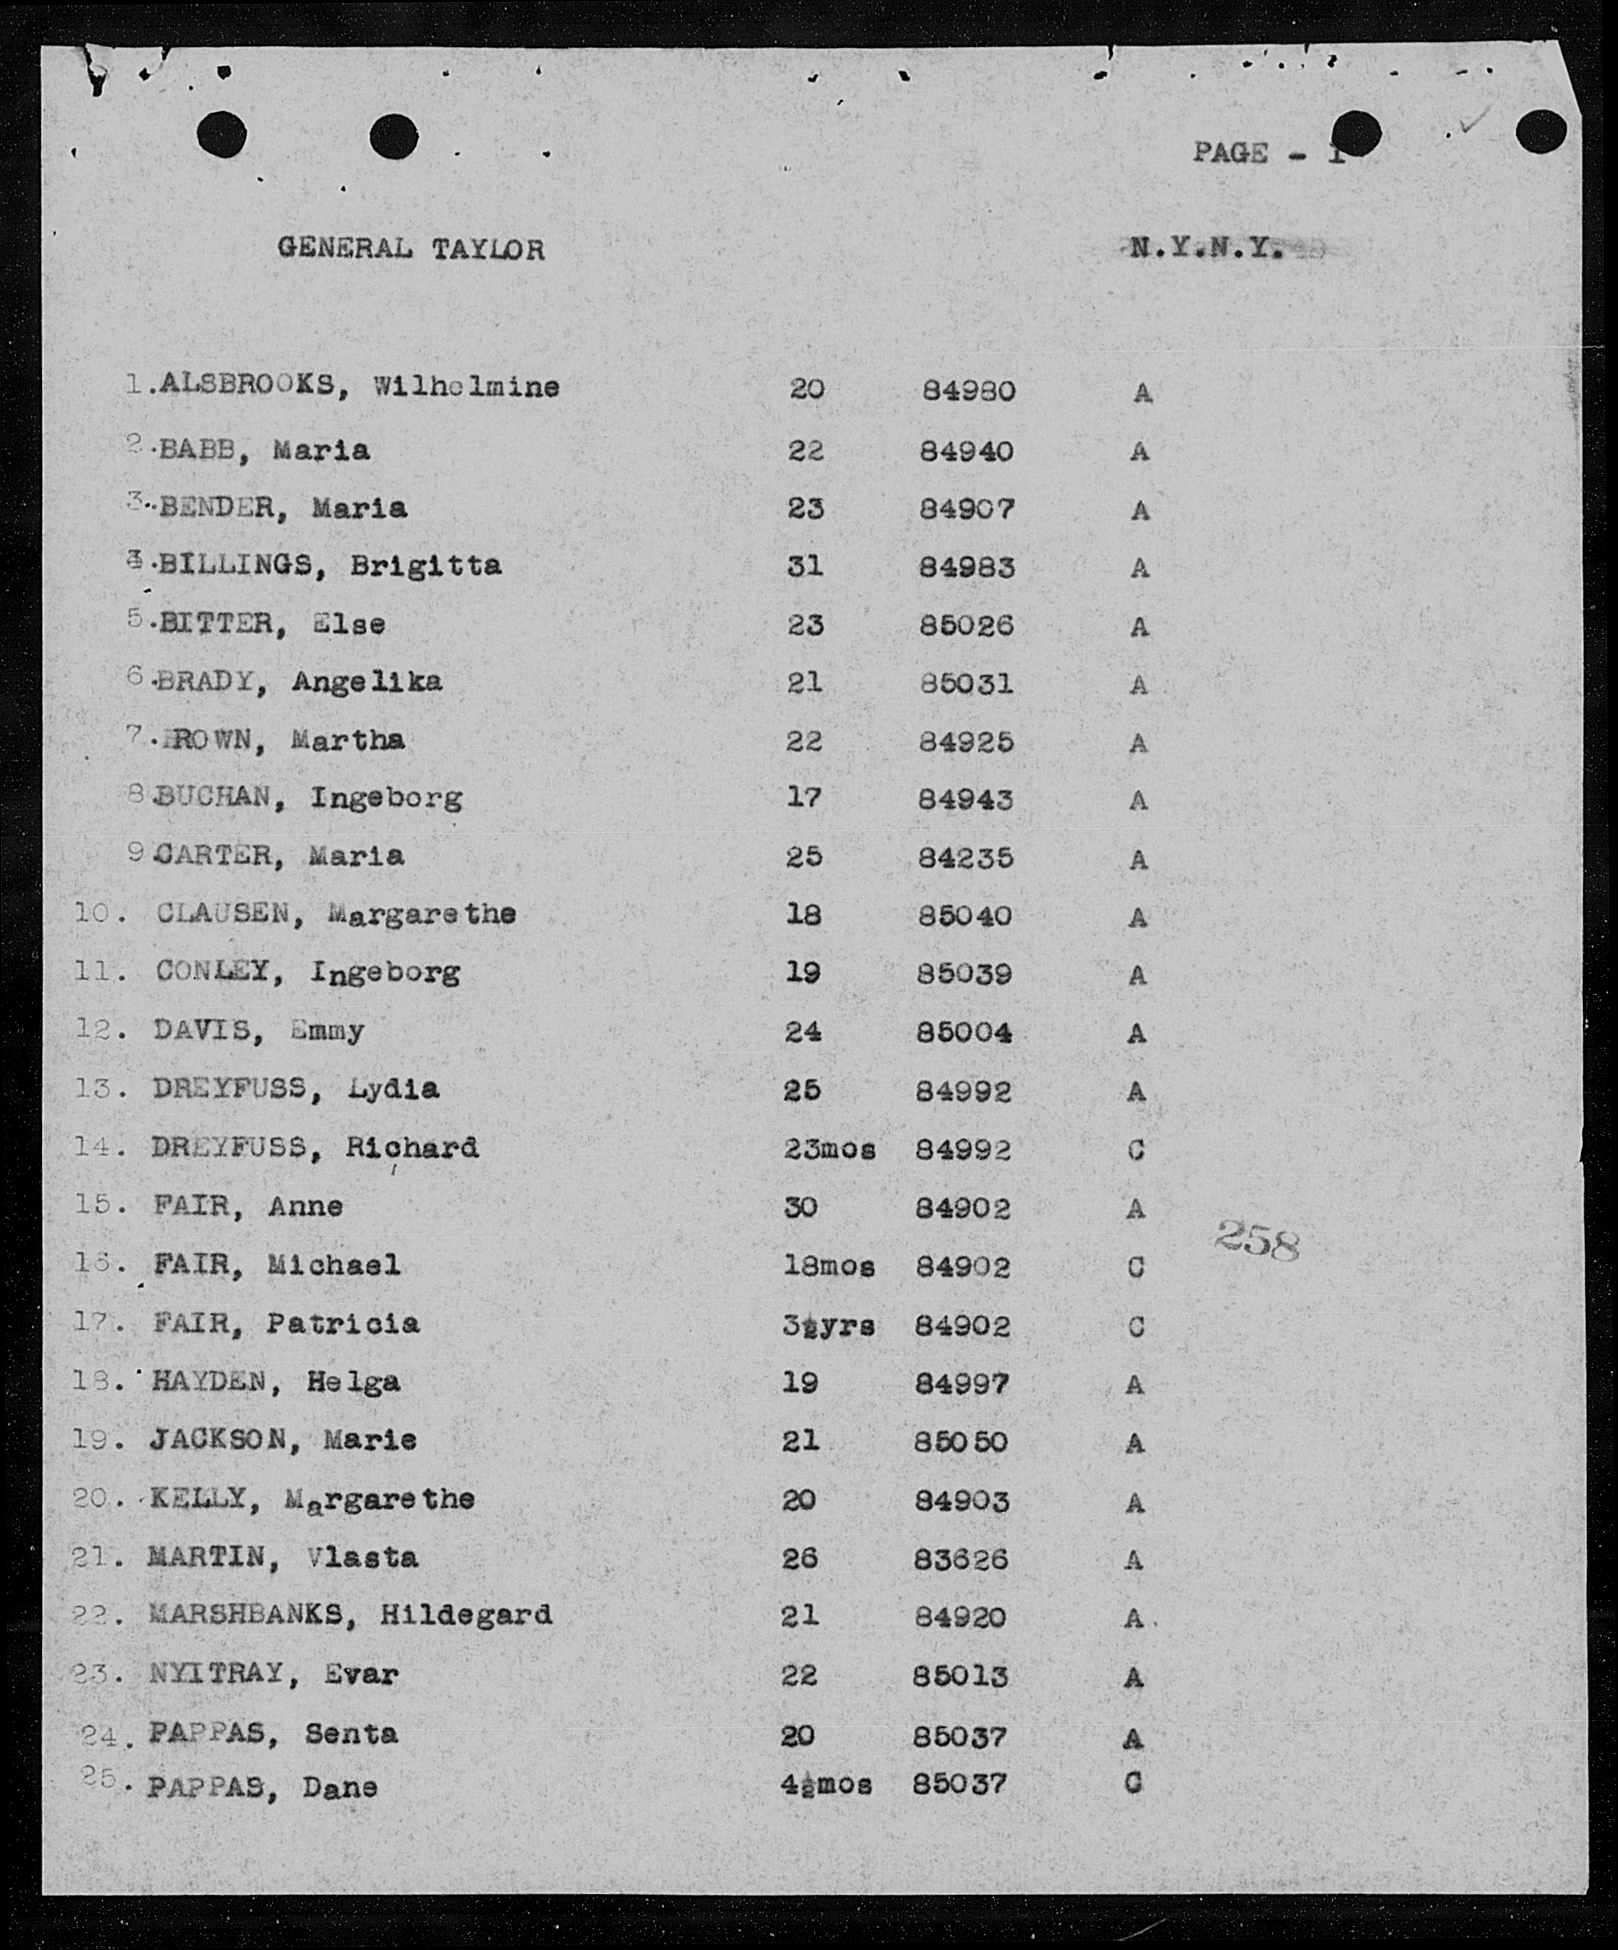 PAGE - 1
GENERAL TAYLOR N.Y.N.Y.
1. ALSBROOKS, Wilhelmine 20 84980 A
2. BABB, Maria 22 84940 A
3. BENDER, Maria 23 84907 A
4. BILLINGS, Brigitta 31 84983 A
5. BITTER, Else 23 85026 A
6. BRADY, Angelika 21 85031 A
7. BROWN, Martha 22 84925 A
8. BUCHAN, Ingeborg 17 84943 A
9. CARTER, Maria 25 84235 A
10. CLAUSEN, Margarethe 18 85040 A
11. CONLEY, Ingeborg 19 85039 A
12. DAVIS, Emmy 24 85004 A
13. DREYFUSS, Lydia 25 84992 A
14. DREYFUSS, Richard 23mos 84992 C
15. FAIR, Anne 30 84902 A
258
16. FAIR, Michael 18mos 84902 C
17. FAIR, Patricia 3½yrs 84902 C
18. HAYDEN, Helga 19 84997 A
19. JACKSON, Marie 21 85050 A
20. KELLY, Margarethe 20 84903 A
21. MARTIN, Vlasta 26 83626 A
22. MARSHBANKS, Hildegard 21 84920 A
23. NYITRAY, Evar 22 85013 A
24. PAPPAS, Senta 20 85037 A
25. PAPPAS, Dane 4½mos 85037 C